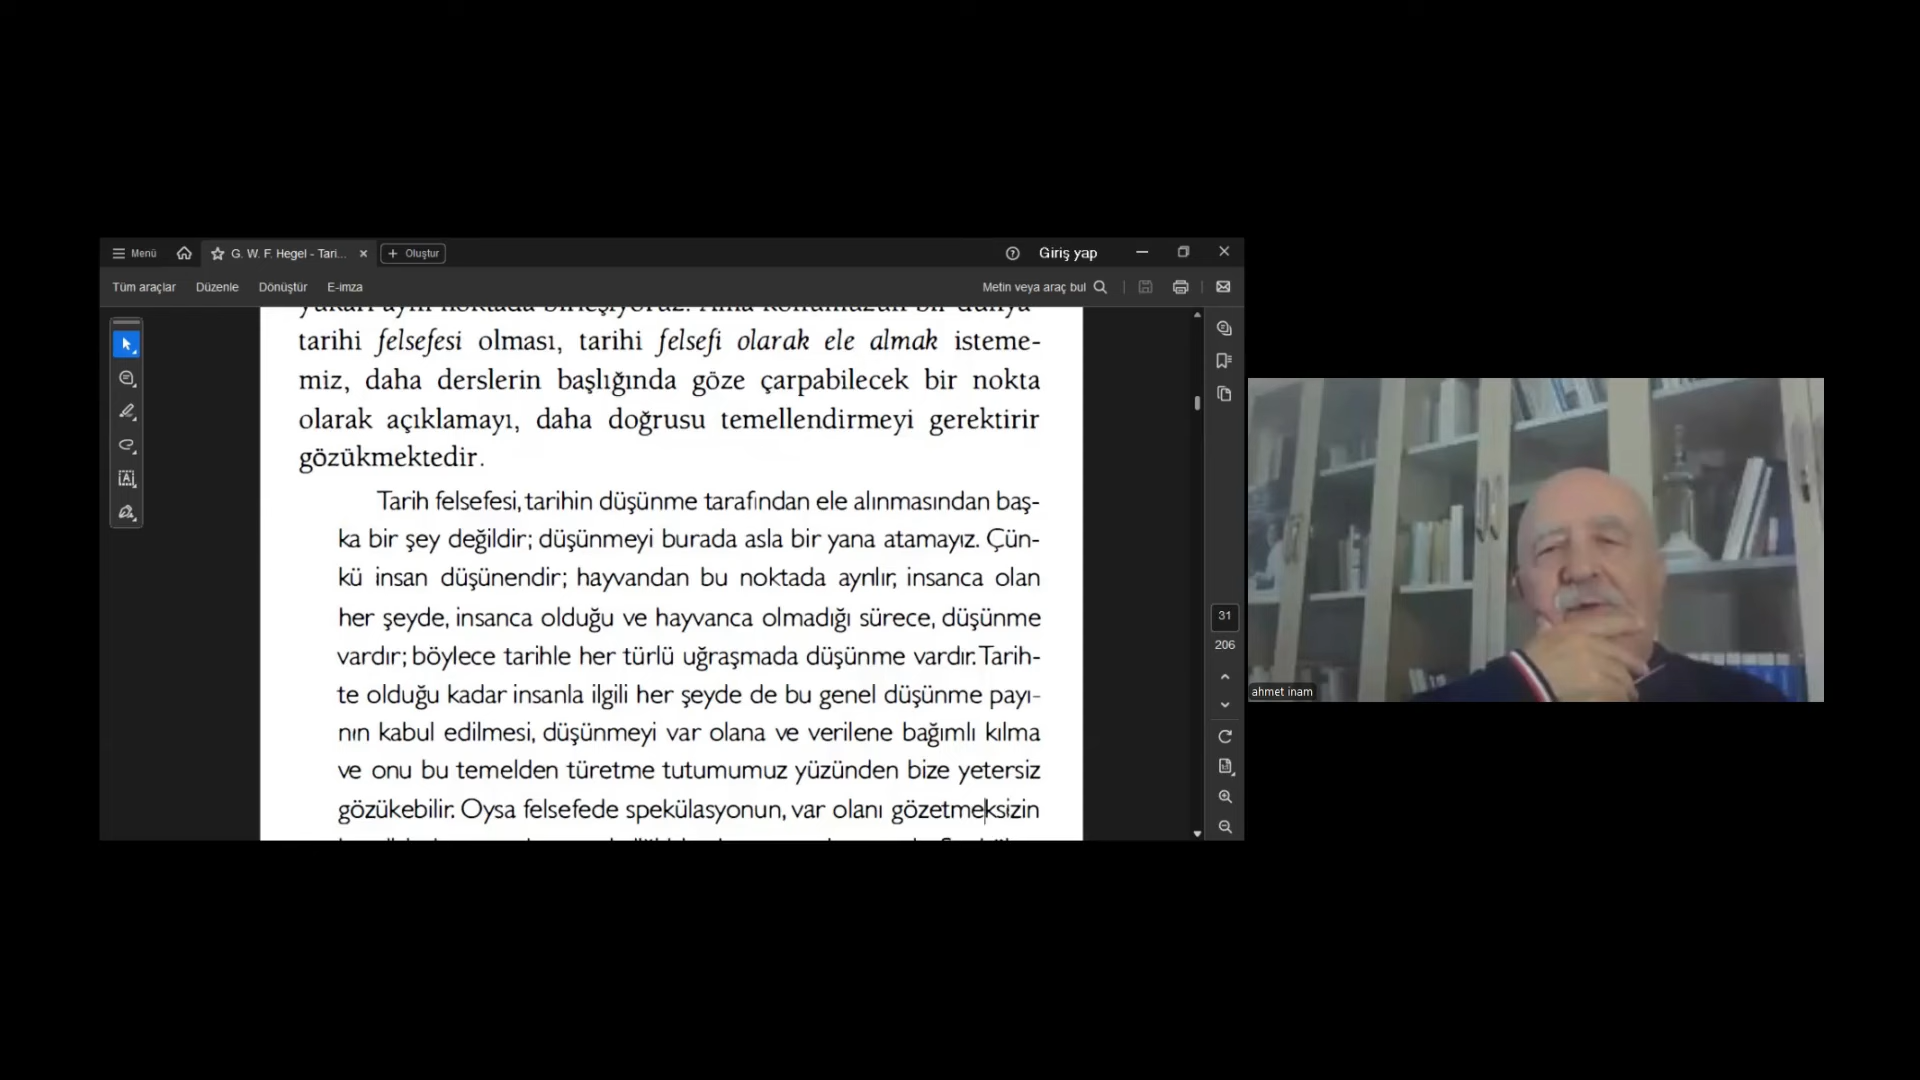 Menü
G. W. F. Hegel - Tari...
Oluştur
Giriş yap
Tüm araçlar
Düzenle
Dönüştür
E-imza
Metin veya araç bul
tarihi felsefesi olması, tarihi felsefi olarak ele almak isteme-
miz, daha derslerin başlığında göze çarpabilecek bir nokta
olarak açıklamayı, daha doğrusu temellendirmeyi gerektirir
gözükmektedir.
Tarih felsefesi, tarihin düşünme tarafından ele alınmasından baş-
ka bir şey değildir; düşünmeyi burada asla bir yana atamayız. Çün-
kü insan düşünendir; hayvandan bu noktada ayrılır, insanca olan
her şeyde, insanca olduğu ve hayvanca olmadığı sürece, düşünme
vardır; böylece tarihle her türlü uğraşmada düşünme vardır. Tarih-
te olduğu kadar insanla ilgili her şeyde de bu genel düşünme payı-
nın kabul edilmesi, düşünmeyi var olana ve verilene bağımlı kılma
ve onu bu temelden türetme tutumumuz yüzünden bize yetersiz
gözükebilir. Oysa felsefede spekülasyonun, var olanı gözetmeksizin
31
206
ahmet inam